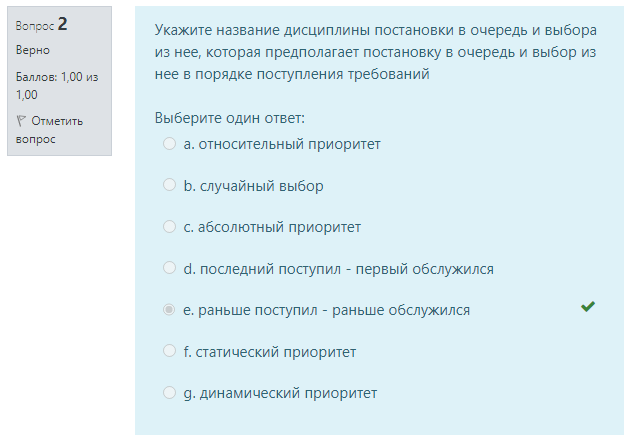 Вопрос 2
Верно
Баллов: 1,00 из
1,00
Отметить
вопрос
Укажите название дисциплины постановки в очередь и выбора
из нее, которая предполагает постановку в очередь и выбор из
нее в порядке поступления требований
Выберите один ответ:
a. относительный приоритет
b. случайный выбор
c. абсолютный приоритет
d. последний поступил - первый обслужился
e. раньше поступил - раньше обслужился
f. статический приоритет
g. динамический приоритет